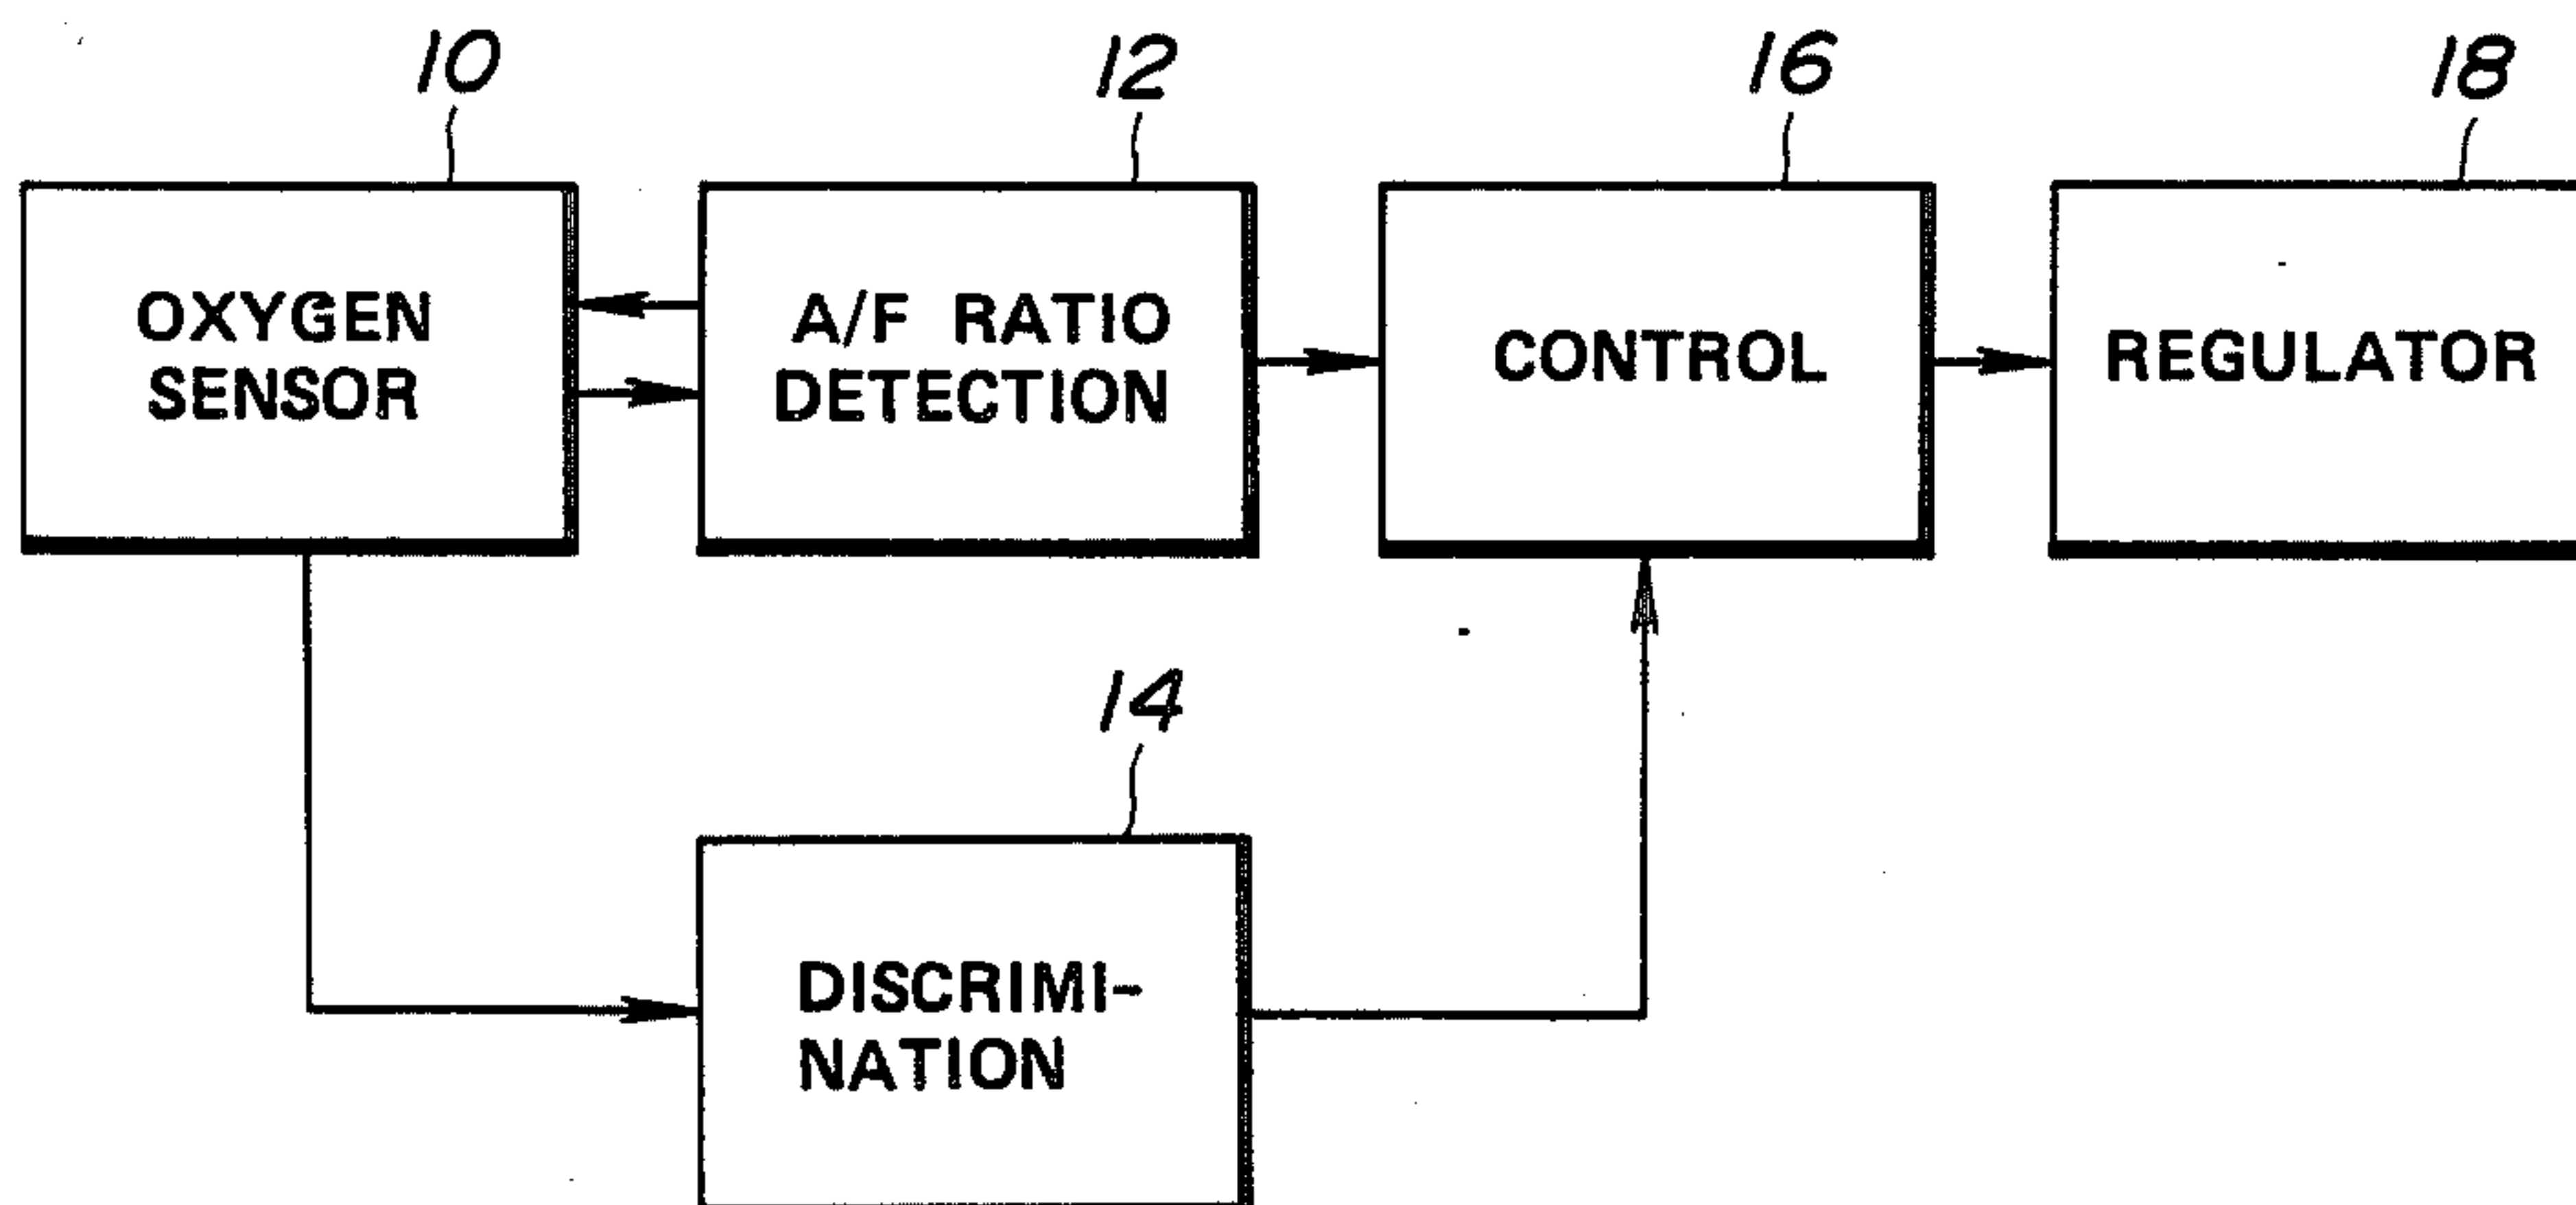 10
12
16
18
OXYGEN
SENSOR
A/F RATIO
DETECTION
CONTROL
REGULATOR
14
DISCRIMI-
NATION